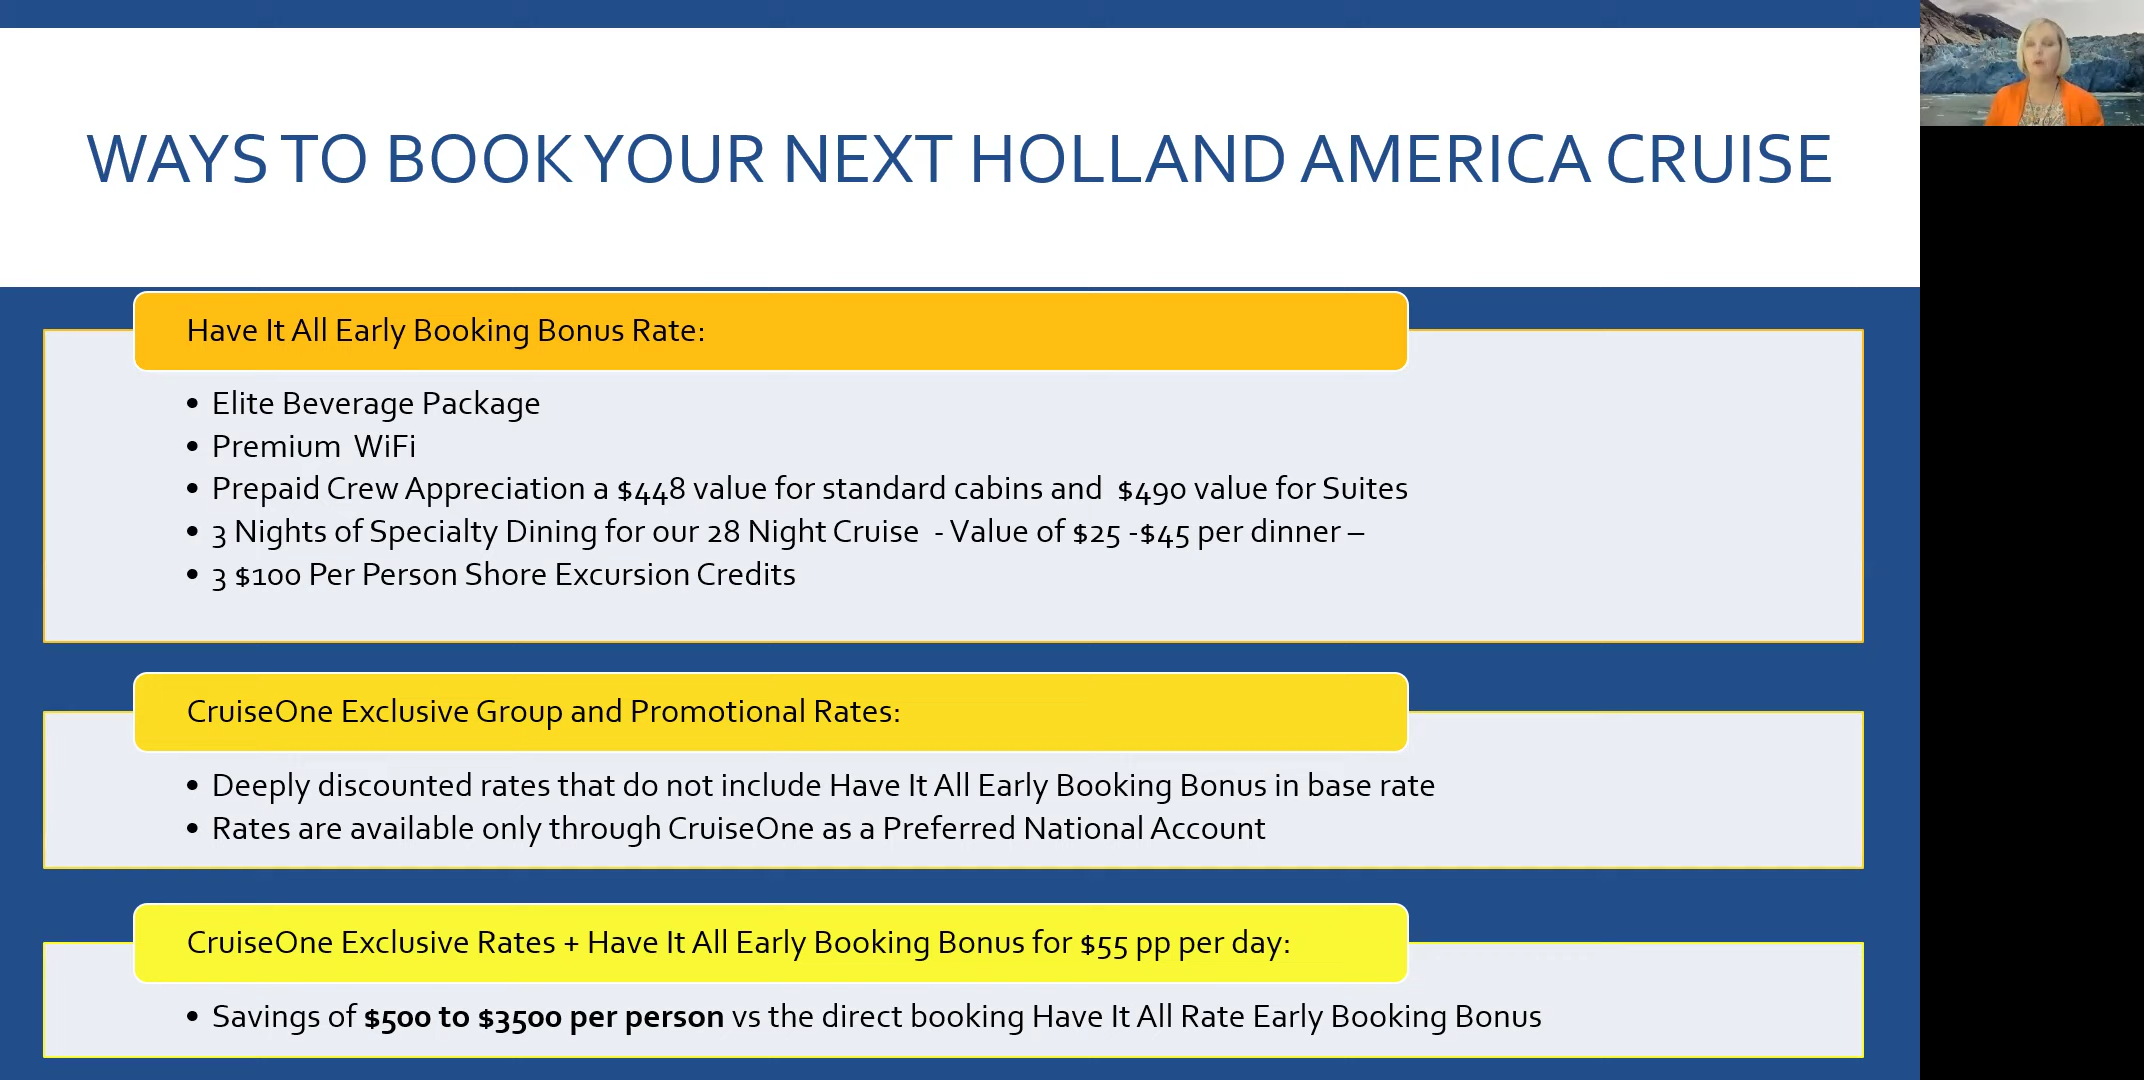 WAYS TO BOOK YOUR NEXT HOLLAND AMERICA CRUISE
Have It All Early Booking Bonus Rate:
• Elite Beverage Package
• Premium  WiFi
• Prepaid Crew Appreciation a $448 value for standard cabins and  $490 value for Suites
• 3 Nights of Specialty Dining for our 28 Night Cruise  - Value of $25 -$45 per dinner –
• 3 $100 Per Person Shore Excursion Credits
CruiseOne Exclusive Group and Promotional Rates:
• Deeply discounted rates that do not include Have It All Early Booking Bonus in base rate
• Rates are available only through CruiseOne as a Preferred National Account
CruiseOne Exclusive Rates + Have It All Early Booking Bonus for $55 pp per day:
• Savings of $500 to $3500 per person vs the direct booking Have It All Rate Early Booking Bonus